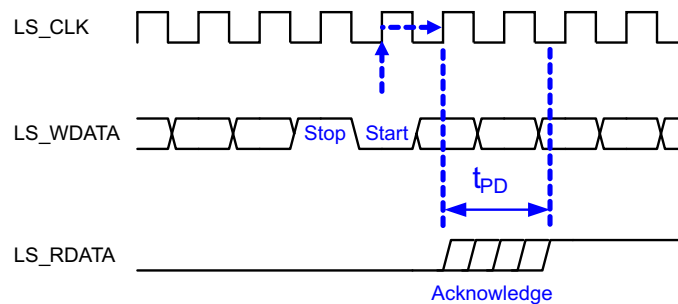 LS_CLK
LS_WDATA
Stop
Start
tPD
LS_RDATA
Acknowledge